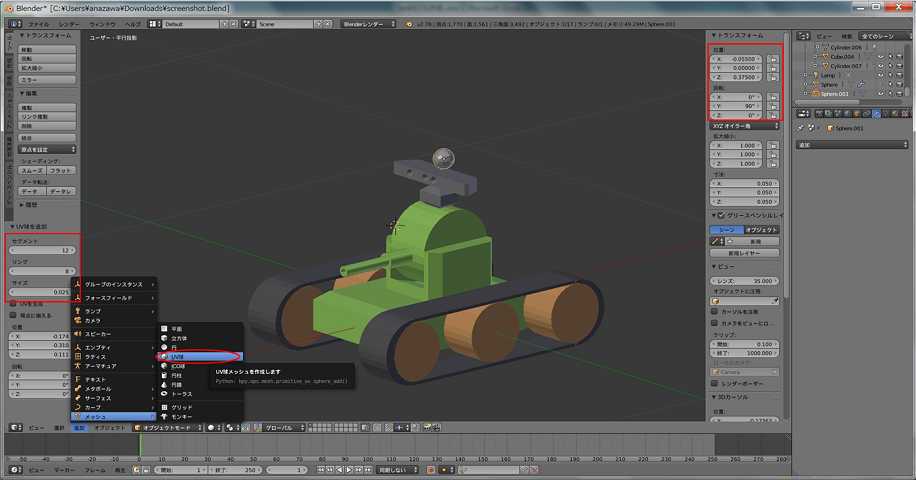 Blender* [C:¥Users¥anazawa¥Downloads¥screenshot.blend]
ファイル レンダー ウィンドウ ヘルプ Default Scene Blenderレンダー v2.78 | 頂点:1,770 | 面:1,561 | 三角面:3,492 | オブジェクト:1/17 | ランプ:0/1 | メモリ:49.29M | Sphere.001
▼トランスフォーム
移動
回転
拡大縮小
ミラー
▼編集
複製
リンク複製
削除
統合
原点を設定
シェーディング:
スムーズ フラット
データ転送:
データ データレ
▶履歴
▼UV球を追加
セグメント
12
リング
8
サイズ
0.025
UVを生成
視点に揃える
位置
X: -0.174
Y: -0.310
Z: 0.111
回転
X: 0°
Y: 0°
Z: 0°
ユーザー・平行投影
グループのインスタンス
フォースフィールド
ランプ
カメラ
スピーカー
エンプティ
ラティス
アーマチュア
テキスト
メタボール
サーフェス
カーブ
メッシュ
平面
立方体
円
UV球
ICO球
円柱
円錐
トーラス
グリッド
モンキー
UV球メッシュを作成します
Python: bpy.ops.mesh.primitive_uv_sphere_add()
▼トランスフォーム
位置:
X: -0.05500
Y: 0.00000
Z: 0.37500
回転:
X: 0°
Y: 90°
Z: 0°
XYZ オイラー角
拡大縮小:
X: 1.000
Y: 1.000
Z: 1.000
寸法:
X: 0.050
Y: 0.050
Z: 0.050
▼グリースペンシルレイ
シーン オブジェクト
新規
新規レイヤー
▼ビュー
レンズ: 35.000
オブジェクトに注視:
カーソルを注視
カメラをビューにロ...
クリップ:
開始: 0.100
終了: 1000.000
ローカルカメラ:
Camera
レンダーボーダー
▼3Dカーソル
ビュー 検索 全てのシーン
Cylinder.006
Cube.004
Cylinder.007
Lamp
Sphere
Sphere.001
Sphere.001
追加
ビュー 選択 追加 オブジェクト オブジェクトモード グローバル
-50 -40 -30 -20 -10 0 10 20 30 40 50 60 70 80 90 100 110 120 130 140 150 160 170 180 190 200 210 220 230 240 250 260 270 280
ビュー マーカー フレーム 再生 開始: 1 終了: 250 1 同期しない